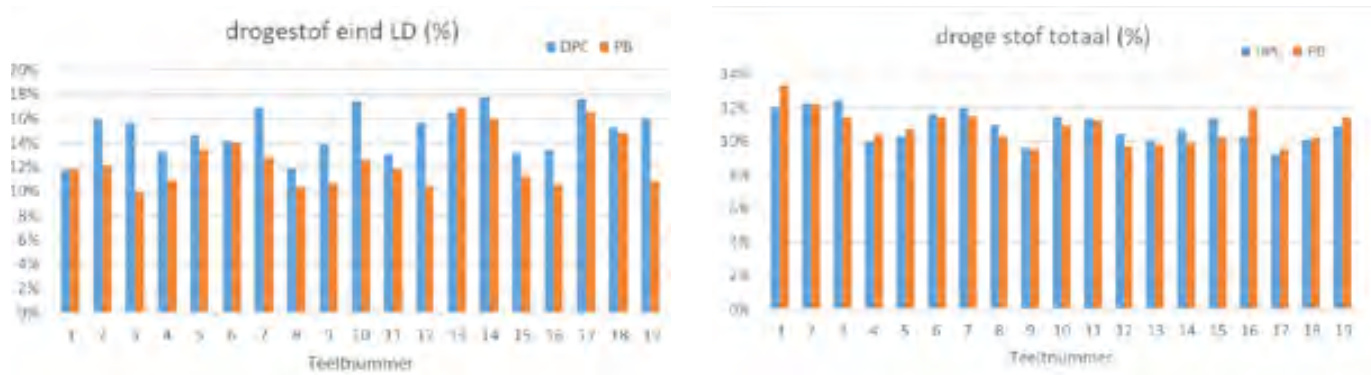 drogestof eind LD (%)
DPC PB
20%
18%
16%
14%
12%
10%
8%
6%
4%
2%
0%
1 2 3 4 5 6 7 8 9 10 11 12 13 14 15 16 17 18 19
Teeltnummer
droge stof totaal (%)
DPC PB
14%
12%
10%
8%
6%
4%
2%
0%
1 2 3 4 5 6 7 8 9 10 11 12 13 14 15 16 17 18 19
Teeltnummer